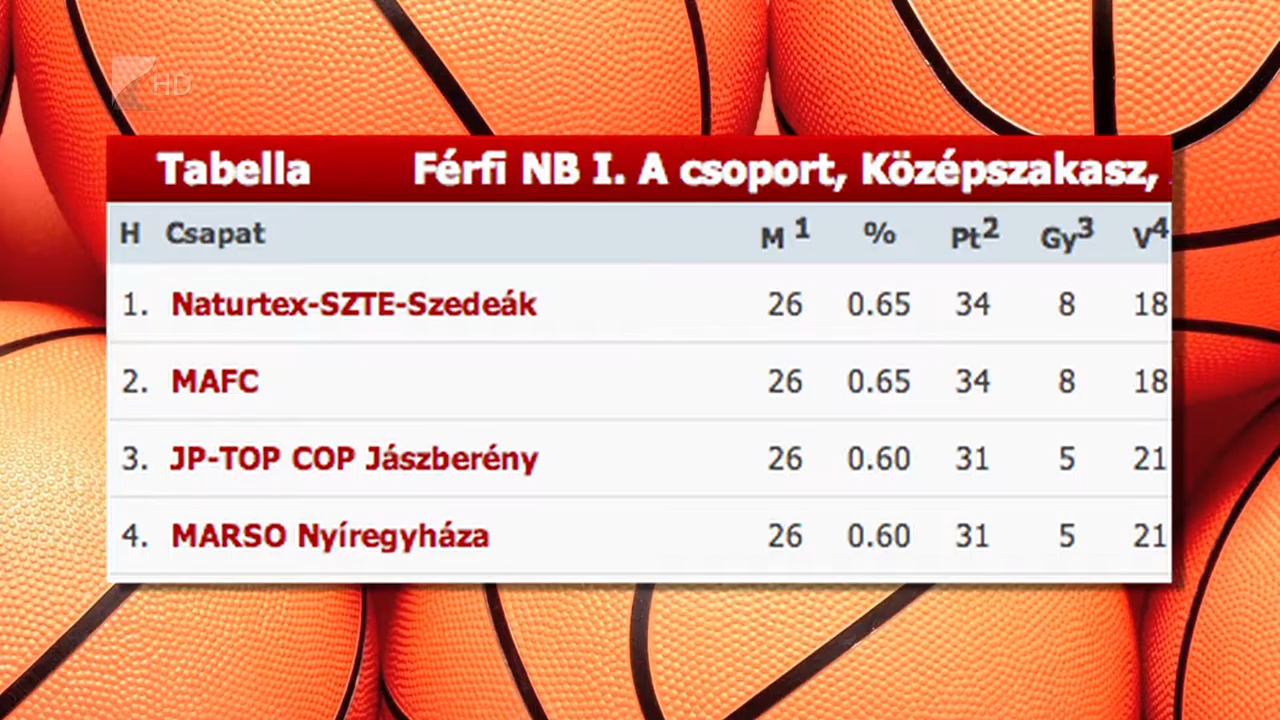 HD
Tabella Férfi NB I. A csoport, Középszakasz,
H Csapat M 1 % Pt2 Gy3 V4
1. Naturtex-SZTE-Szedeák 26 0.65 34 8 18
2. MAFC 26 0.65 34 8 18
3. JP-TOP COP Jászberény 26 0.60 31 5 21
4. MARSO Nyíregyháza 26 0.60 31 5 21